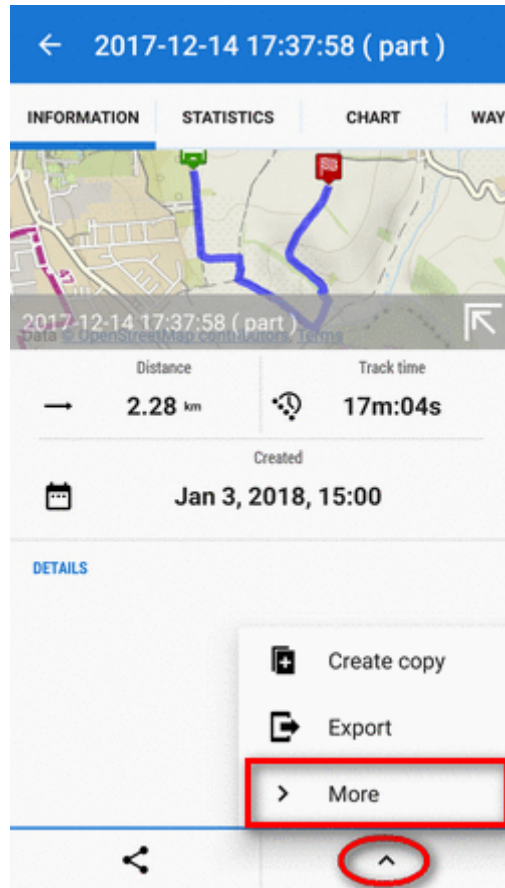 2017-12-14 17:37:58 ( part )
INFORMATION STATISTICS CHART WAY
47
2017-12-14 17:37:58 ( part )
Data © OpenStreetMap contributors, Terms
Distance Track time
2.28 km 17m:04s
Created
Jan 3, 2018, 15:00
DETAILS
Create copy
Export
More